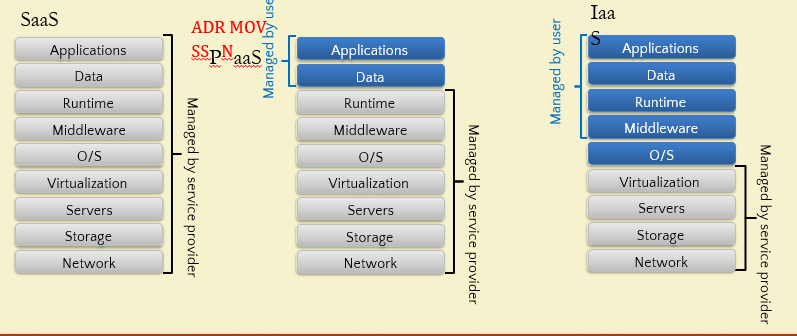 SaaS
Applications
Data
Runtime
Middleware
O/S
Virtualization
Servers
Storage
Network
Managed by service provider
ADR MOV
SSPNaaS
Managed by use
Applications
Data
Runtime
Middleware
O/S
Virtualization
Servers
Storage
Network
Managed by service provider
Iaa
S
Managed by user
Applications
Data
Runtime
Middleware
O/S
Virtualization
Servers
Storage
Network
Managed by service provider